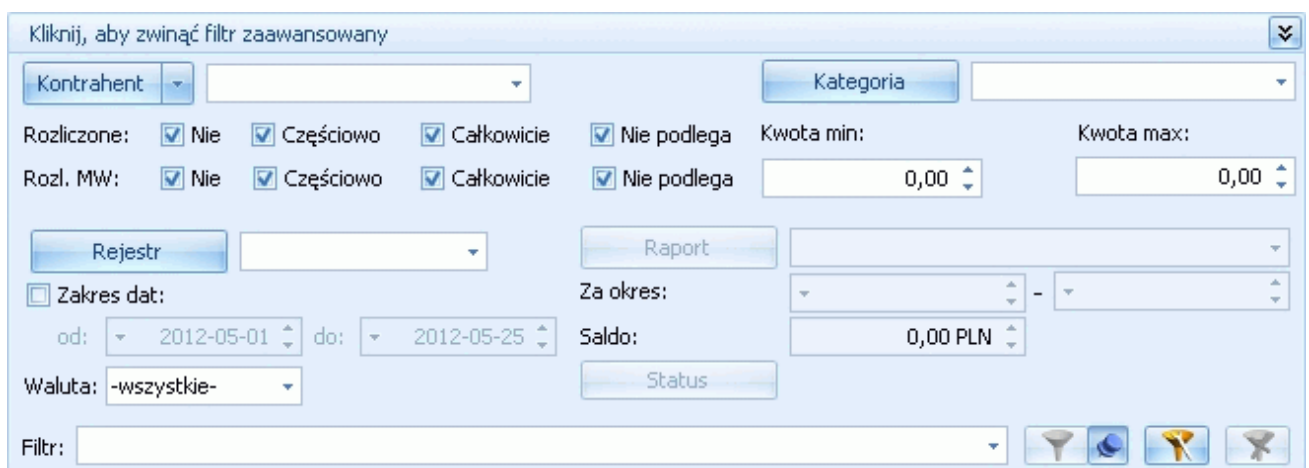 Kliknij, aby zwinąć filtr zaawansowany
Kontrahent Kategoria
Rozliczone: Nie Częściowo Całkowicie Nie podlega Kwota min: Kwota max:
Rozl. MW: Nie Częściowo Całkowicie Nie podlega 0,00 0,00
Rejestr Raport
Zakres dat: Za okres: -
od: 2012-05-01 do: 2012-05-25 Saldo: 0,00 PLN
Waluta: -wszystkie- Status
Filtr: